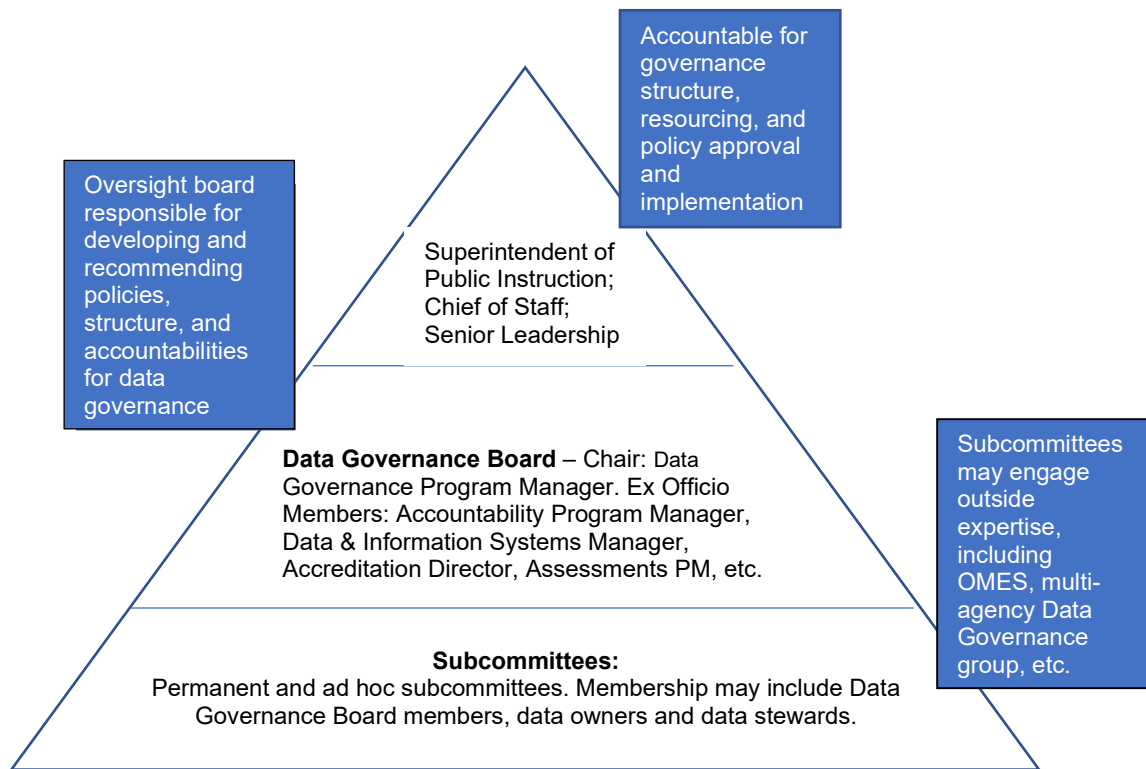 Accountable for
governance
structure,
resourcing, and
policy approval
and
implementation
Oversight board
responsible for
developing and
recommending
policies,
structure, and
accountabilities
for data
governance
Superintendent of
Public Instruction;
Chief of Staff;
Senior Leadership
Data Governance Board – Chair: Data
Governance Program Manager. Ex Officio
Members: Accountability Program Manager,
Data & Information Systems Manager,
Accreditation Director, Assessments PM, etc.
Subcommittees
may engage
outside
expertise,
including
OMES, multi-
agency Data
Governance
group, etc.
Subcommittees:
Permanent and ad hoc subcommittees. Membership may include Data
Governance Board members, data owners and data stewards.